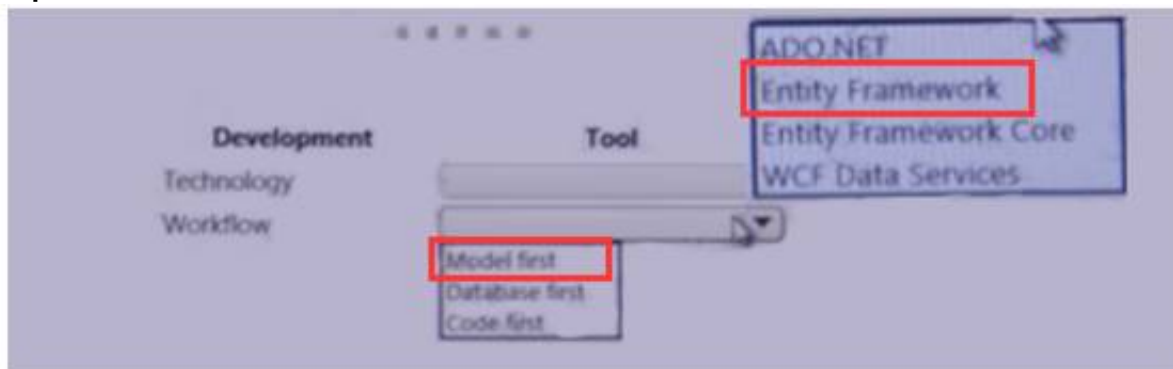 ADO.NET
Entity Framework
Development Tool
Entity Framework Core
Technology
WCF Data Services
Workflow
Model first
Database first
Code first